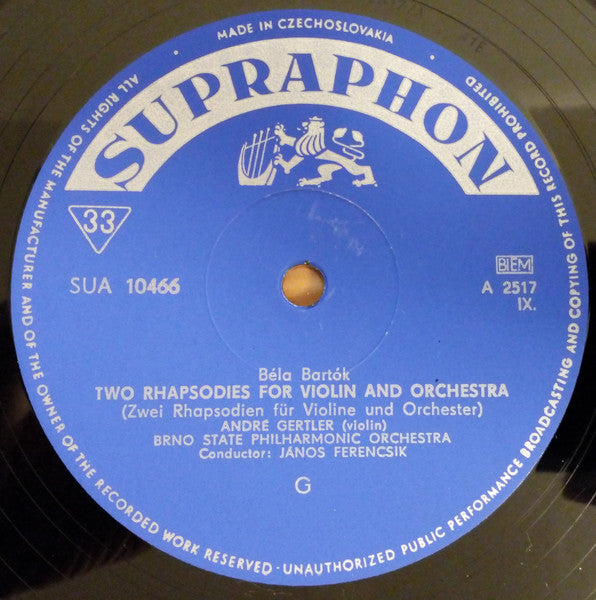 MADE IN CZECHOSLOVAKIA
SUPRAPHON
ALL RIGHTS OF THE MANUFACTURER AND OF THE OWNER OF THE RECORDED WORK RESERVED · UNAUTHORIZED PUBLIC PERFORMANCE BROADCASTING AND COPYING OF THIS RECORD PROHIBITED
33
SUA 10466
BIEM
A 2517
IX.
Béla Bartók
TWO RHAPSODIES FOR VIOLIN AND ORCHESTRA
(Zwei Rhapsodien für Violine und Orchester)
ANDRÉ GERTLER (violin)
BRNO STATE PHILHARMONIC ORCHESTRA
Conductor: JÁNOS FERENCSIK
G